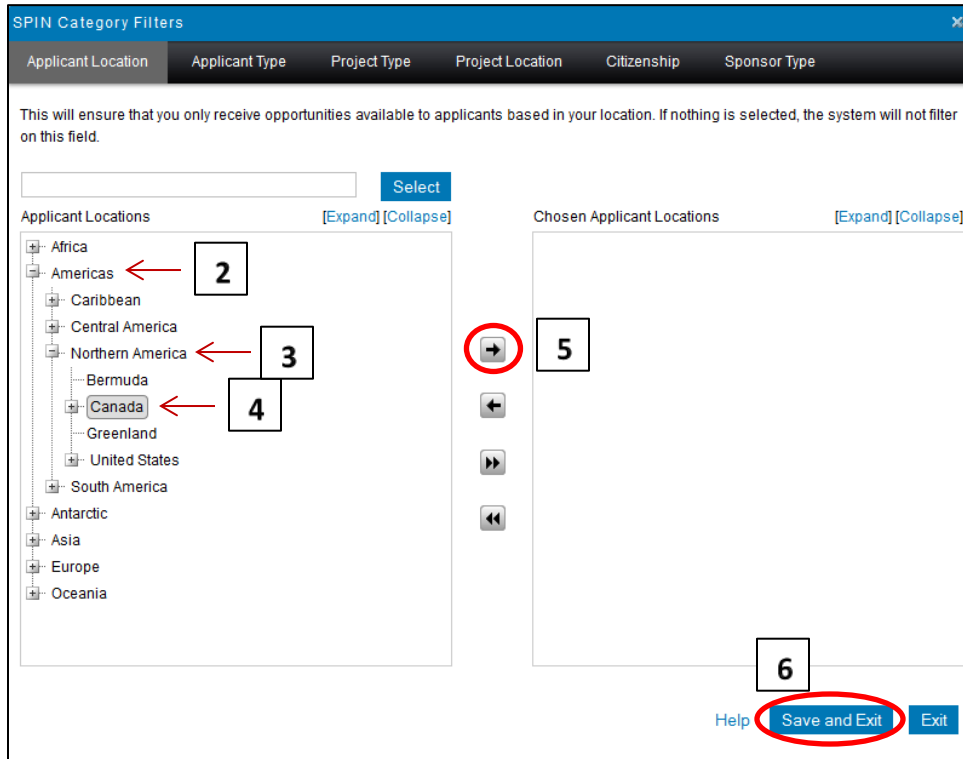 SPIN Category Filters
Applicant Location Applicant Type Project Type Project Location Citizenship Sponsor Type
This will ensure that you only receive opportunities available to applicants based in your location. If nothing is selected, the system will not filter
on this field.
Select
Applicant Locations [Expand] [Collapse] Chosen Applicant Locations [Expand] [Collapse]
Africa
Americas 2
Caribbean
Central America
Northern America 3 5
Bermuda
Canada 4
Greenland
United States
South America
Antarctic
Asia
Europe
Oceania
6
Help Save and Exit Exit